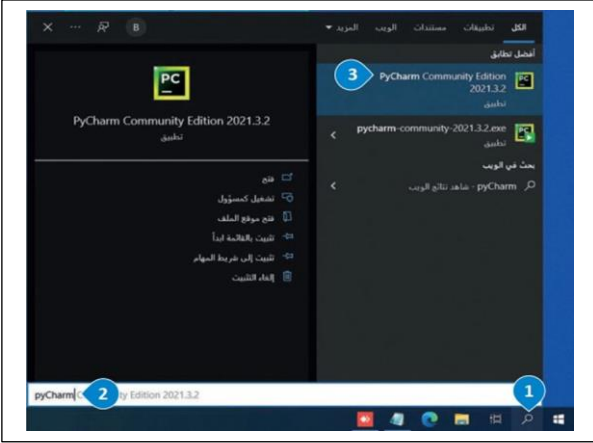 الكل تطبيقات مستندات الويب المزيد
B
أفضل تطابق
PyCharm Community Edition
2021.3.2
تطبيق
3
pycharm-community-2021.3.2.exe
تطبيق
بحث في الويب
pyCharm - شاهد نتائج الويب
PC
PyCharm Community Edition 2021.3.2
تطبيق
فتح
تشغيل كمسؤول
فتح موقع الملف
تثبيت بالقائمة ابدأ
تثبيت إلى شريط المهام
إلغاء التثبيت
pyCharm 2 ty Edition 2021.3.2
1